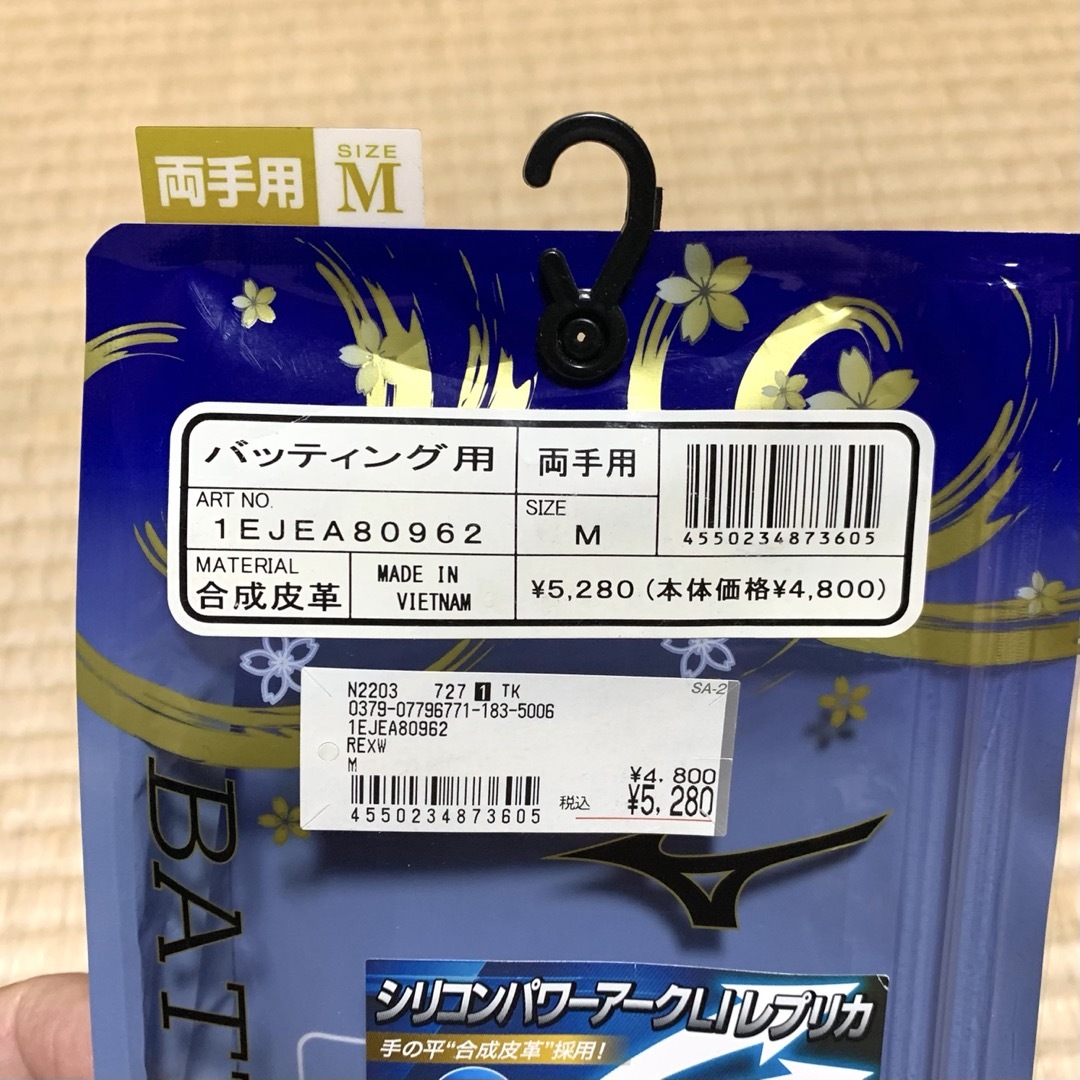 両手用
SIZE
M
バッティング用
両手用
ART NO.
1EJEA80962
SIZE
M
4550234873605
MATERIAL
合成皮革
MADE IN
VIETNAM
¥5,280 (本体価格¥4,800)
N2203 727 1 TK
SA-2
0379-07796771-183-5006
1EJEA80962
RExW
M
4550234873605
¥4,800
税込 ¥5,280
BAT
シリコンパワーアークLIレプリカ
手の平“合成皮革”採用!